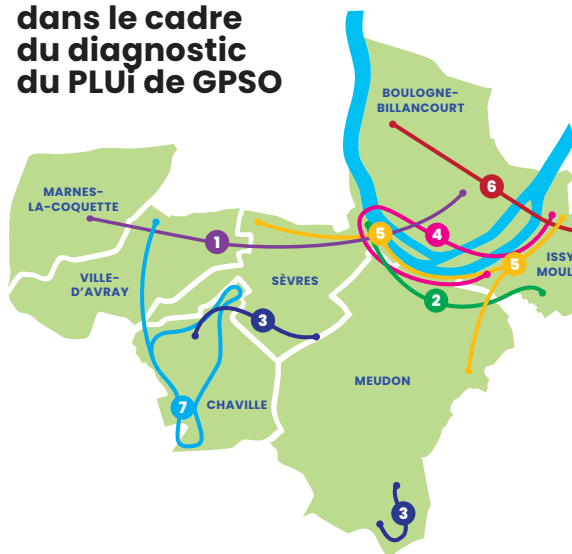 dans le cadre
du diagnostic
du PLUi de GPSO
BOULOGNE-
BILLANCOURT
MARNES-
LA-COQUETTE
6
1
4
5
5
VILLE-
D’AVRAY
SÈVRES
ISSY
MOUL
2
3
MEUDON
7
CHAVILLE
3